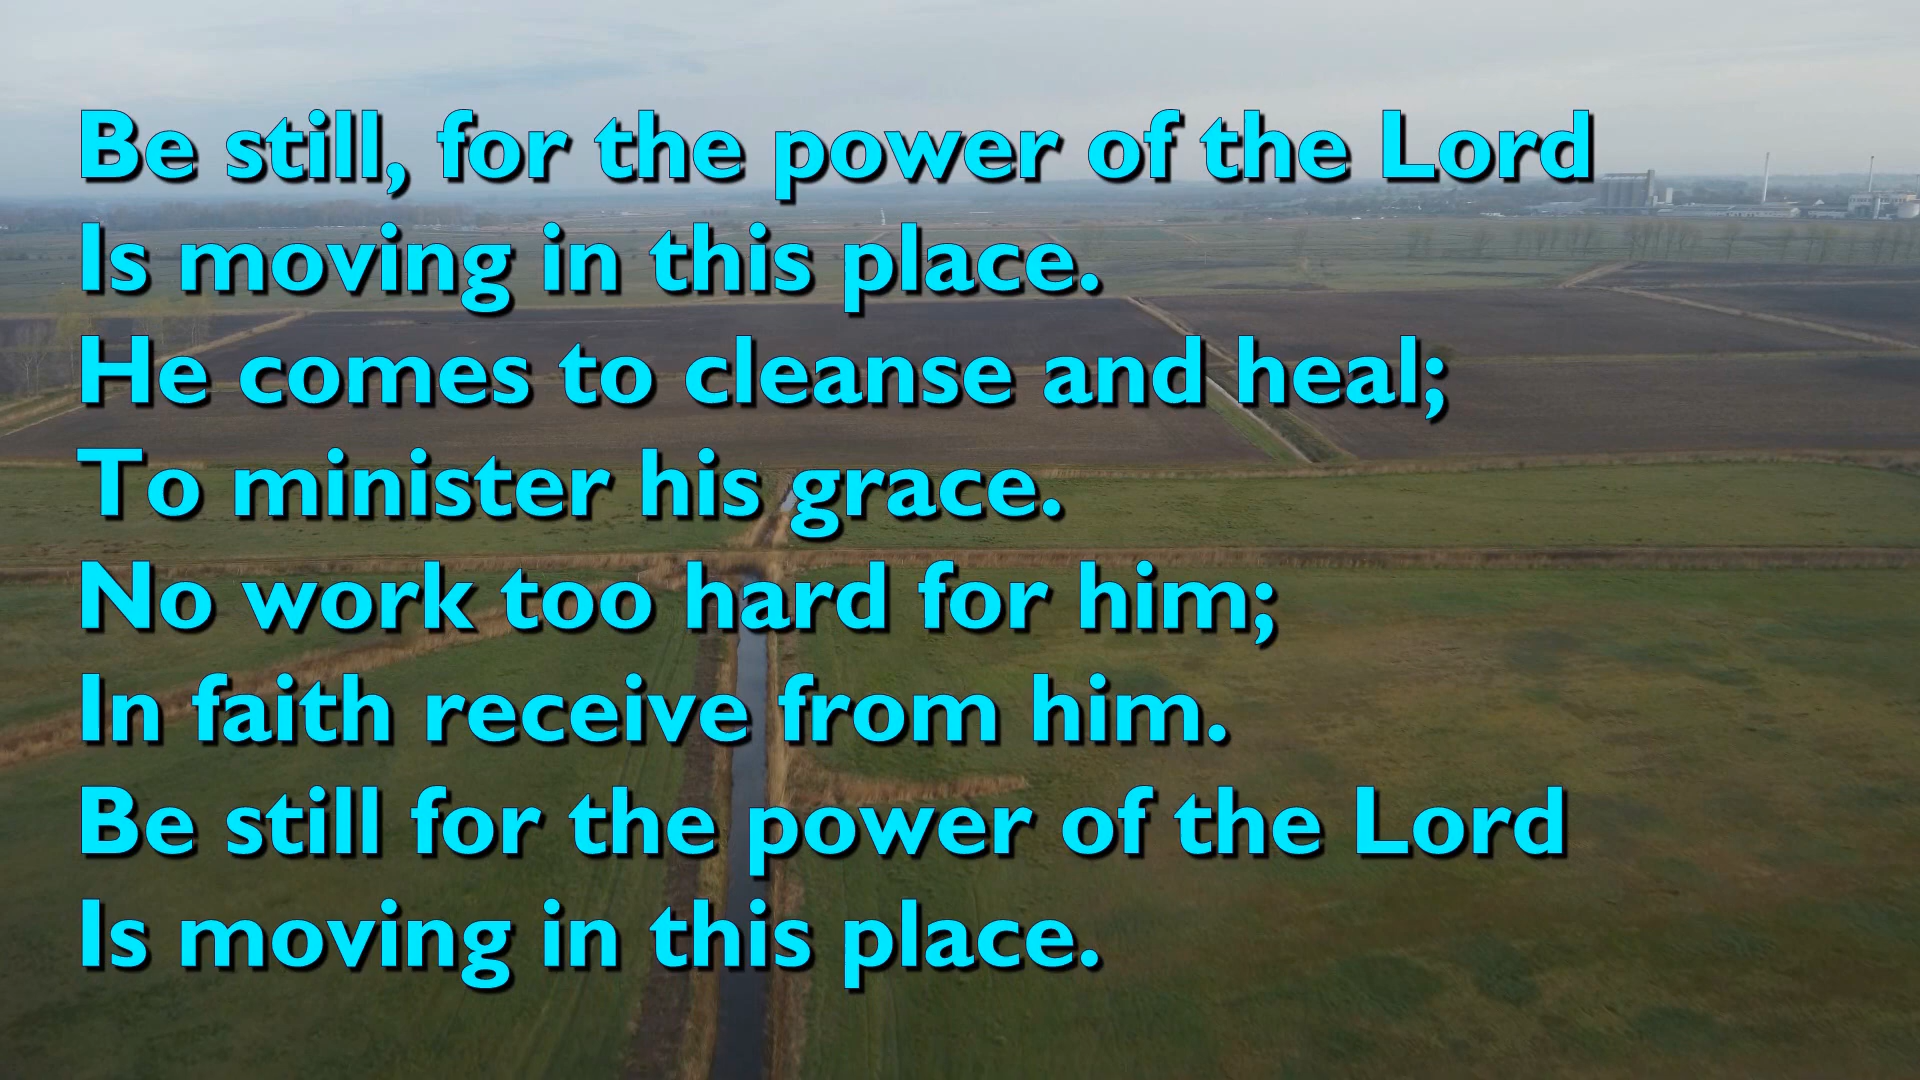 Be still, for the power of the Lord
Is moving in this place.
He comes to cleanse and heal;
To minister his grace.
No work too hard for him;
In faith receive from him.
Be still for the power of the Lord
Is moving in this place.